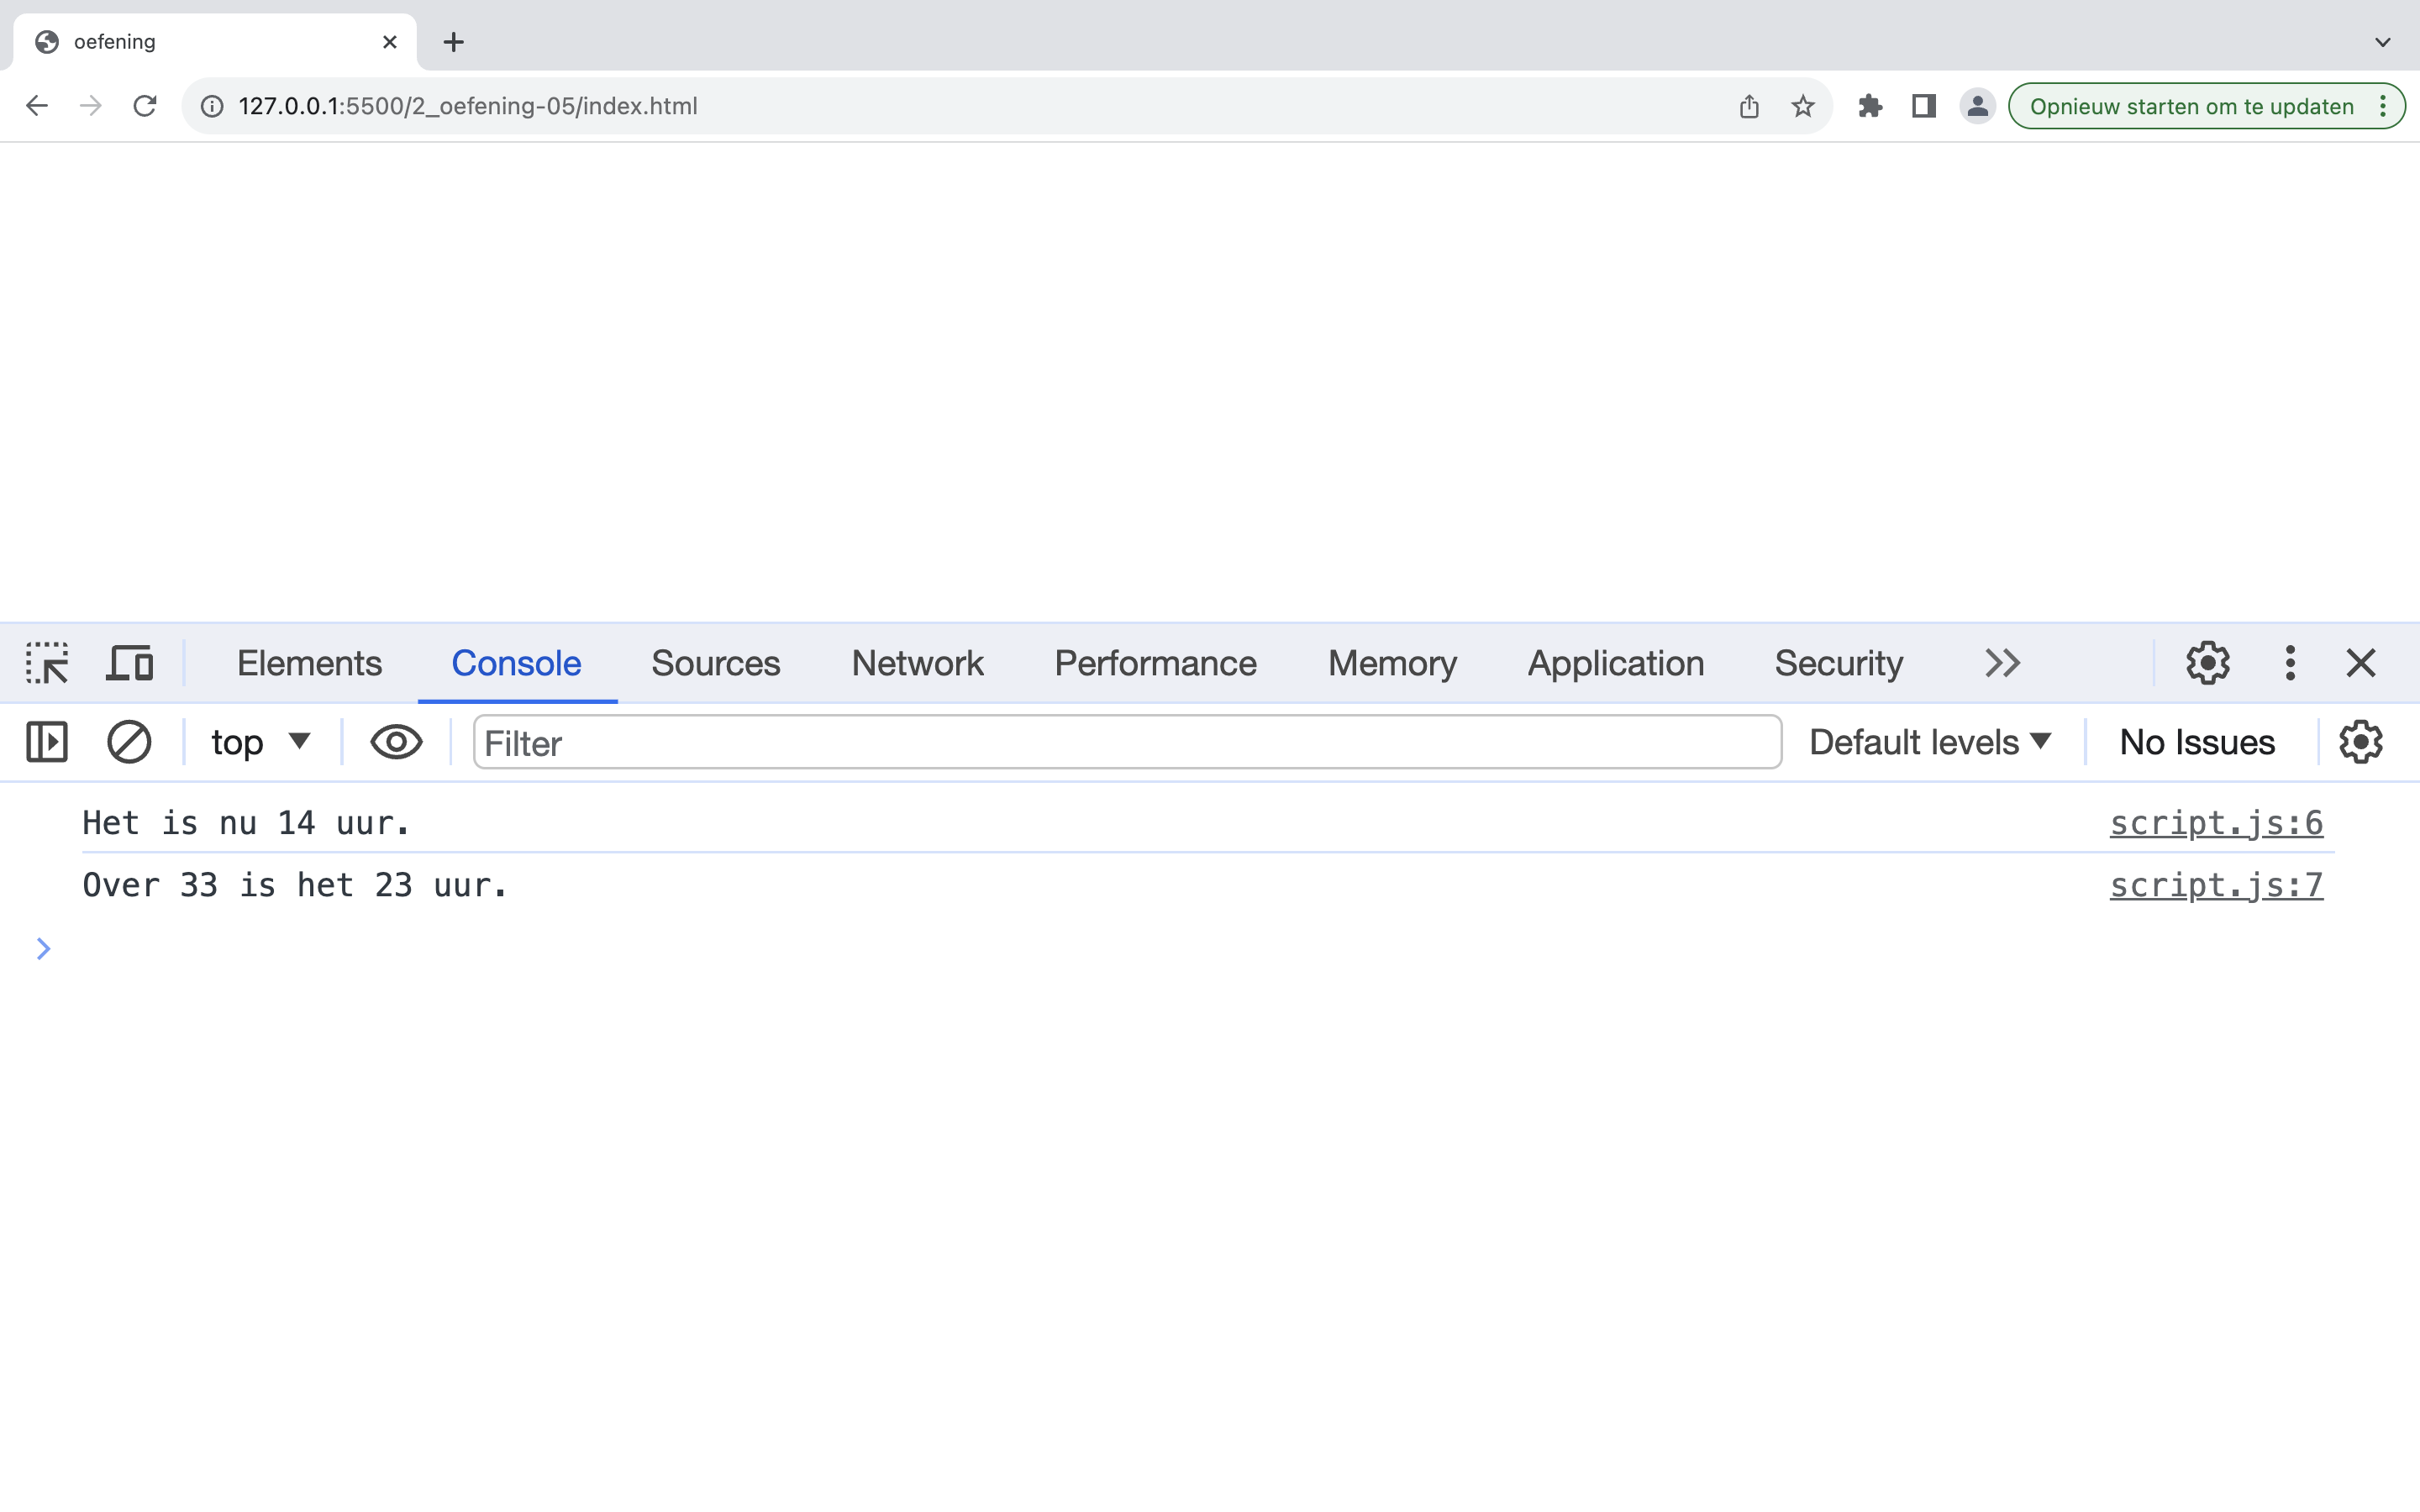 oefening
127.0.0.1:5500/2_oefening-05/index.html
Opnieuw starten om te updaten
Elements Console Sources Network Performance Memory Application Security
top Filter Default levels No Issues
Het is nu 14 uur. script.js:6
Over 33 is het 23 uur. script.js:7